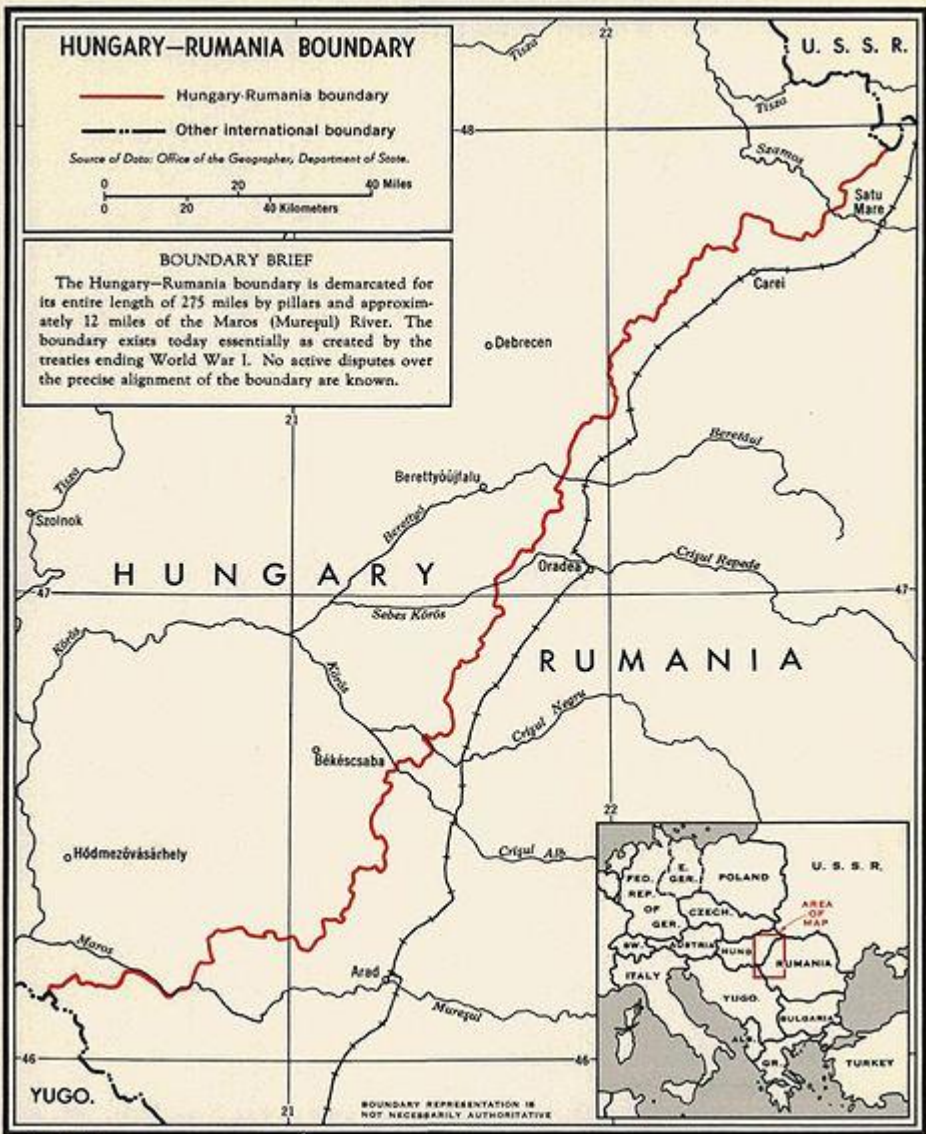 HUNGARY—RUMANIA BOUNDARY
Hungary-Rumania boundary
Other international boundary
Source of Data: Office of the Geographer, Department of State.
0 20 40 Miles
0 20 40 Kilometers
BOUNDARY BRIEF
The Hungary—Rumania boundary is demarcated for
its entire length of 275 miles by pillars and approxim-
ately 12 miles of the Maros (Mureşul) River. The
boundary exists today essentially as created by the
treaties ending World War I. No active disputes over
the precise alignment of the boundary are known.
Tisza
22
U. S. S. R.
Tisza
48
Szamos
Satu
Mare
Carei
Debrecen
21
Beretăul
Berettyóújfalu
Tisza
Szolnok
Berettyó
HUNGARY
Oradea
Crişul Repede
47
47
Sebes Körös
Körös
Körös
RUMANIA
Crişul Negru
Békéscsaba
22
Hódmezővásárhely
Crişul Alb
Maros
Arad
Mureşul
46
46
YUGO.
21
BOUNDARY REPRESENTATION IS
NOT NECESSARILY AUTHORITATIVE
FED.
REP.
OF
GER.
E.
GER.
POLAND
U. S. S. R.
CZECH.
AREA
OF
MAP
SW.
AUSTRIA
HUNG.
RUMANIA
ITALY
YUGO.
BULGARIA
ALB.
GR.
TURKEY